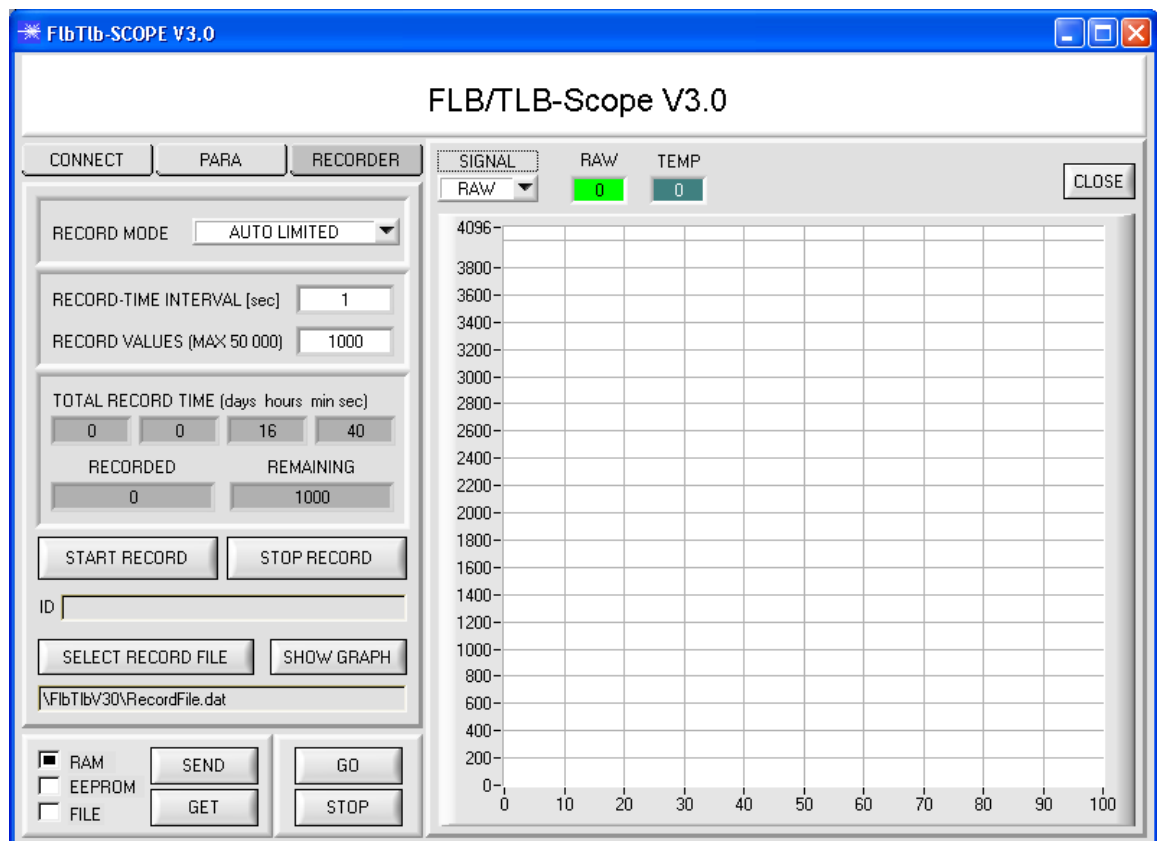 FlbTlb-SCOPE V3.0
FLB/TLB-Scope V3.0
CONNECT PARA RECORDER
RECORD MODE AUTO LIMITED
RECORD-TIME INTERVAL [sec] 1
RECORD VALUES (MAX 50 000) 1000
TOTAL RECORD TIME (days hours min sec)
0 0 16 40
RECORDED REMAINING
0 1000
START RECORD STOP RECORD
ID
SELECT RECORD FILE SHOW GRAPH
\FlbTlbV30\RecordFile.dat
RAM
EEPROM
FILE
SEND
GET
GO
STOP
SIGNAL RAW TEMP
RAW 0 0
CLOSE
4096
3800
3600
3400
3200
3000
2800
2600
2400
2200
2000
1800
1600
1400
1200
1000
800
600
400
200
0
0 10 20 30 40 50 60 70 80 90 100